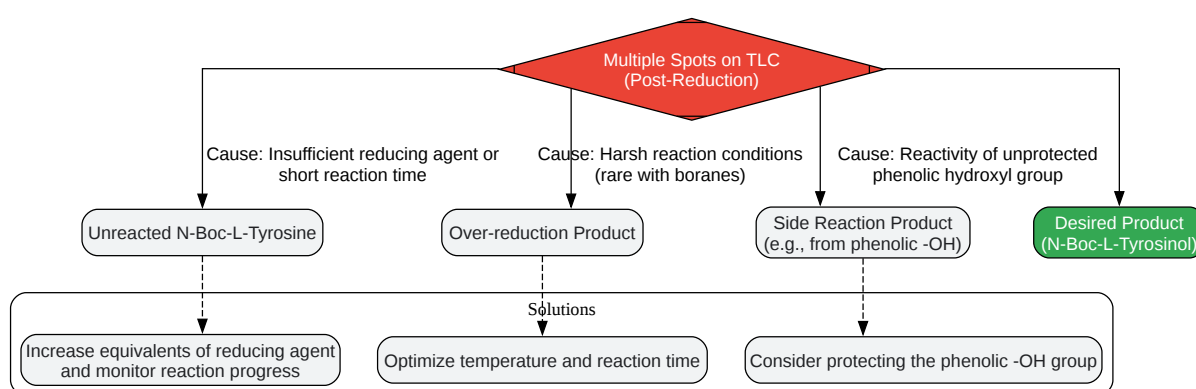 Multiple Spots on TLC
(Post-Reduction)
Cause: Insufficient reducing agent or
short reaction time
Cause: Harsh reaction conditions
(rare with boranes)
Cause: Reactivity of unprotected
phenolic hydroxyl group
Unreacted N-Boc-L-Tyrosine
Over-reduction Product
Side Reaction Product
(e.g., from phenolic -OH)
Desired Product
(N-Boc-L-Tyrosinol)
Solutions
Increase equivalents of reducing agent
and monitor reaction progress
Optimize temperature and reaction time
Consider protecting the phenolic -OH group